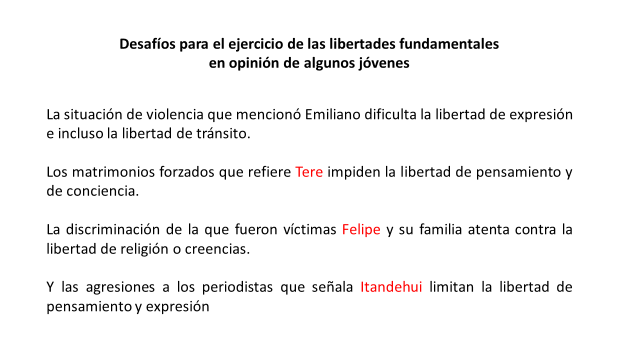 Desafíos para el ejercicio de las libertades fundamentales
en opinión de algunos jóvenes
La situación de violencia que mencionó Emiliano dificulta la libertad de expresión
e incluso la libertad de tránsito.
Los matrimonios forzados que refiere Tere impiden la libertad de pensamiento y
de conciencia.
La discriminación de la que fueron víctimas Felipe y su familia atenta contra la
libertad de religión o creencias.
Y las agresiones a los periodistas que señala Itandehui limitan la libertad de
pensamiento y expresión